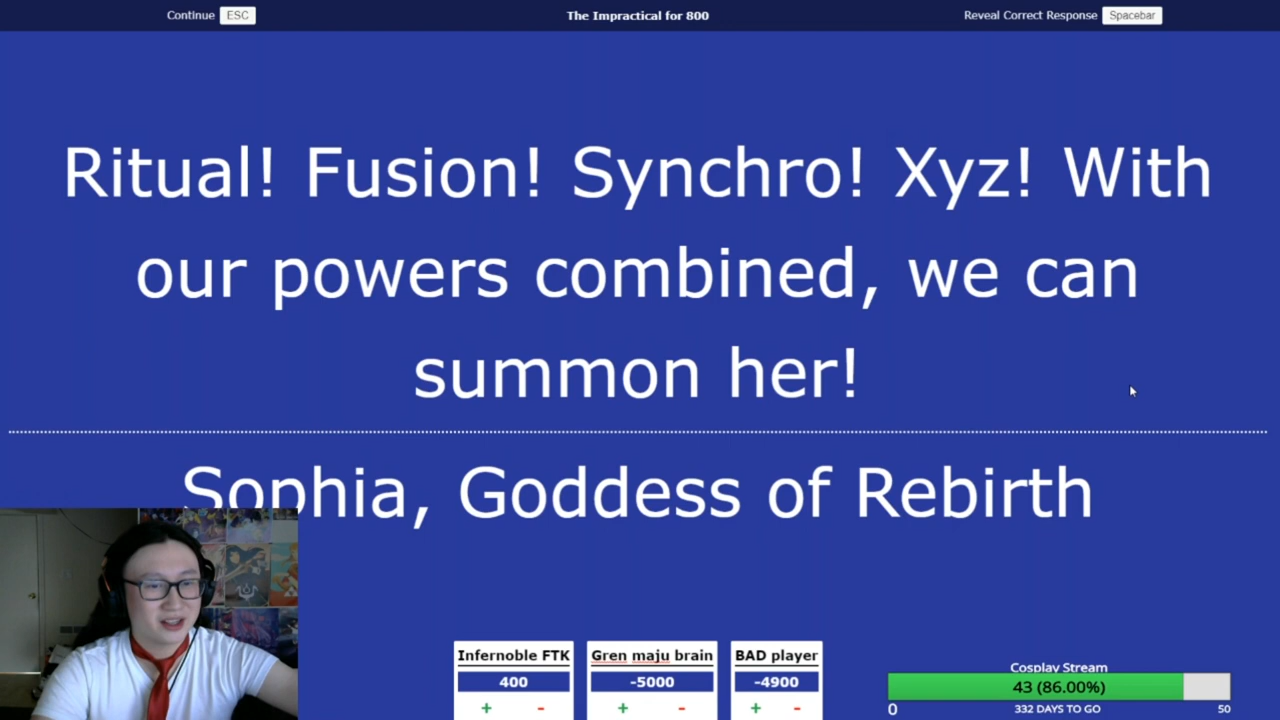 Continue ESC
The Impractical for 800
Reveal Correct Response Spacebar
Ritual! Fusion! Synchro! Xyz! With
our powers combined, we can
summon her!
Sophia, Goddess of Rebirth
Infernoble FTK
400
+ -
Gren maju brain
-5000
+ -
BAD player
-4900
+ -
Cosplay Stream
43 (86.00%)
0 332 DAYS TO GO 50